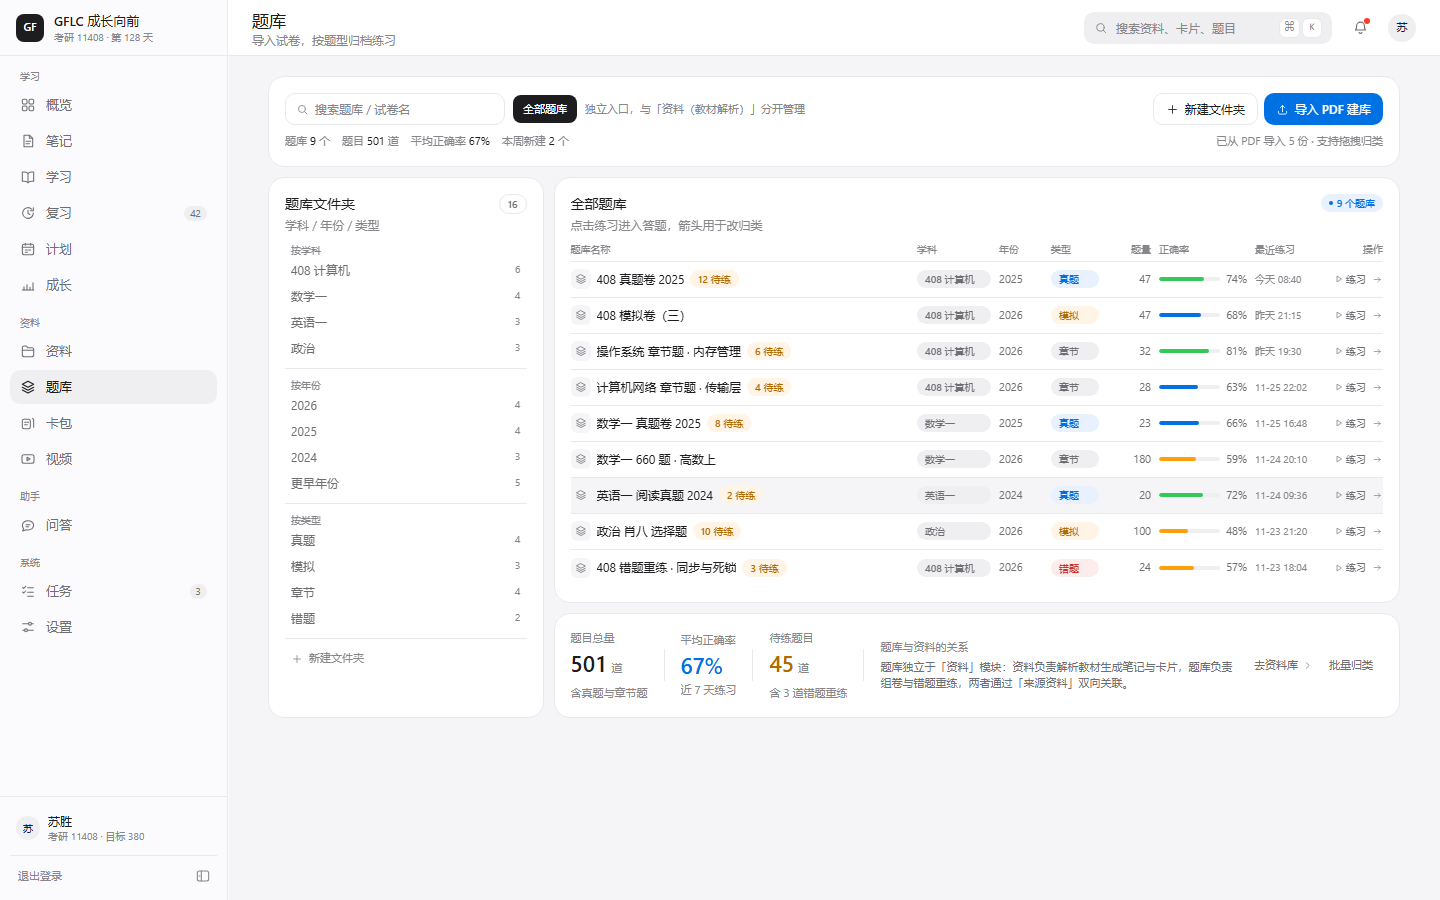 GF
GFLC 成长向前
考研 11408 · 第 128 天
学习
概览
笔记
学习
复习 42
计划
成长
资料
资料
题库
卡包
视频
助手
问答
系统
任务 3
设置
苏
苏胜
考研 11408 · 目标 380
退出登录
题库
导入试卷，按题型归档练习
搜索资料、卡片、题目 ⌘ K
苏
搜索题库 / 试卷名
全部题库
独立入口，与「资料（教材解析）」分开管理
新建文件夹
导入 PDF 建库
题库 9 个 题目 501 道 平均正确率 67% 本周新建 2 个
已从 PDF 导入 5 份 · 支持拖拽归类
题库文件夹 16
学科 / 年份 / 类型
按学科
408 计算机 6
数学一 4
英语一 3
政治 3
按年份
2026 4
2025 4
2024 3
更早年份 5
按类型
真题 4
模拟 3
章节 4
错题 2
新建文件夹
全部题库 9 个题库
点击练习进入答题，箭头用于改归类
题库名称 学科 年份 类型 题量 正确率 最近练习 操作
408 真题卷 2025 12 待练 408 计算机 2025 真题 47 74% 今天 08:40 练习 →
408 模拟卷（三） 408 计算机 2026 模拟 47 68% 昨天 21:15 练习 →
操作系统 章节题 · 内存管理 6 待练 408 计算机 2026 章节 32 81% 昨天 19:30 练习 →
计算机网络 章节题 · 传输层 4 待练 408 计算机 2026 章节 28 63% 11-25 22:02 练习 →
数学一 真题卷 2025 8 待练 数学一 2025 真题 23 66% 11-25 16:48 练习 →
数学一 660 题 · 高数上 数学一 2026 章节 180 59% 11-24 20:10 练习 →
英语一 阅读真题 2024 2 待练 英语一 2024 真题 20 72% 11-24 09:36 练习 →
政治 肖八 选择题 10 待练 政治 2026 模拟 100 48% 11-23 21:20 练习 →
408 错题重练 · 同步与死锁 3 待练 408 计算机 2026 错题 24 57% 11-23 18:04 练习 →
题目总量
501 道
含真题与章节题
平均正确率
67%
近 7 天练习
待练题目
45 道
含 3 道错题重练
题库与资料的关系
题库独立于「资料」模块：资料负责解析教材生成笔记与卡片，题库负责
组卷与错题重练，两者通过「来源资料」双向关联。
去资料库
批量归类